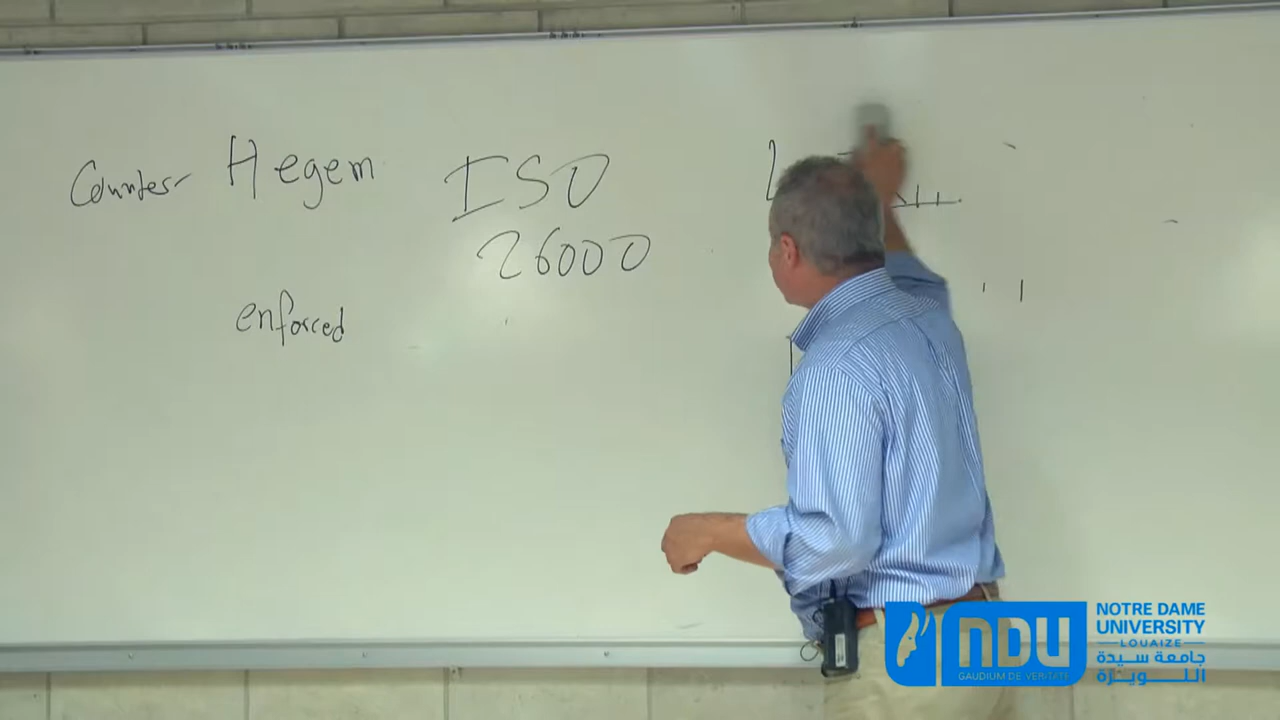 Counter- Hegem
ISO
26000
enforced
NDU
GAUDIUM DE VERITATE
NOTRE DAME
UNIVERSITY
LOUAIZE
جامعة سيدة
اللويزة